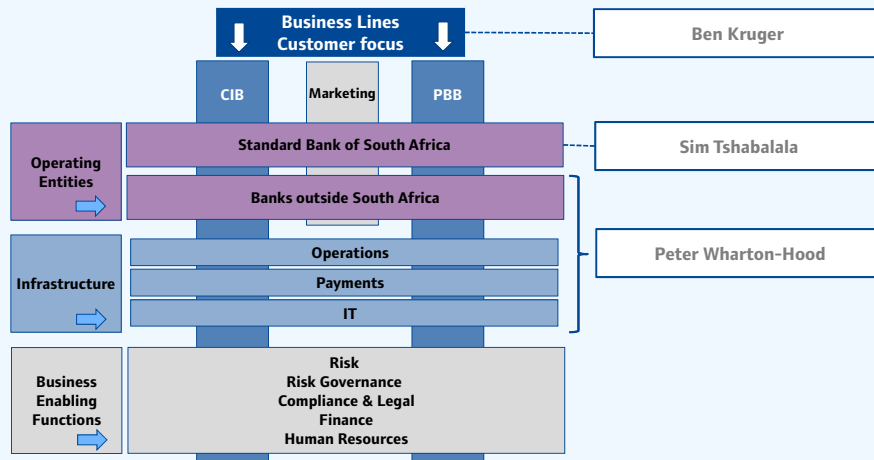 Business Lines
Customer focus
Ben Kruger
CIB
Marketing
PBB
Standard Bank of South Africa
Sim Tshabalala
Operating
Entities
Banks outside South Africa
Peter Wharton-Hood
Infrastructure
Operations
Payments
IT
Business
Enabling
Functions
Risk
Risk Governance
Compliance & Legal
Finance
Human Resources